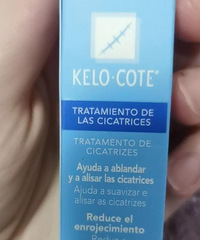 KELO·COTE®
TRATAMIENTO DE
LAS CICATRICES
TRATAMENTO DE
CICATRIZES
Ayuda a ablandar
y a alisar las cicatrices
Ajuda a suavizar e
alisar as cicatrizes
Reduce el
enrojecimiento